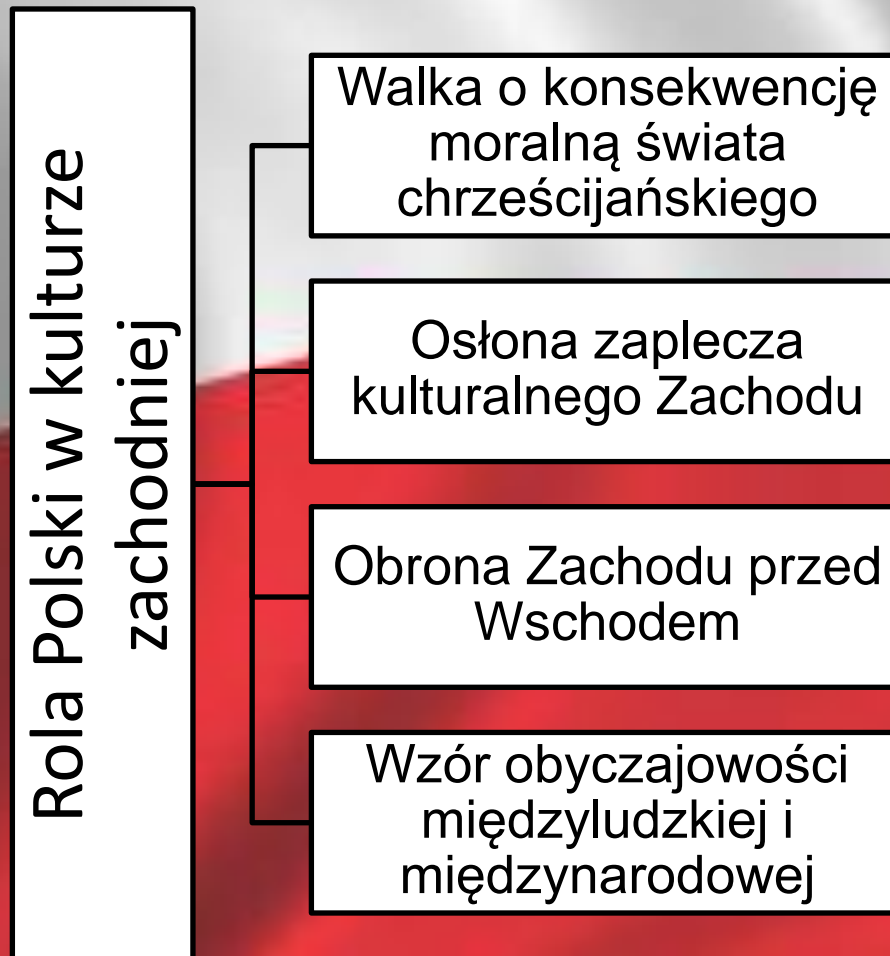 Rola Polski w kulturze
zachodniej
Walka o konsekwencję
moralną świata
chrześcijańskiego
Osłona zaplecza
kulturalnego Zachodu
Obrona Zachodu przed
Wschodem
Wzór obyczajowości
międzyludzkiej i
międzynarodowej